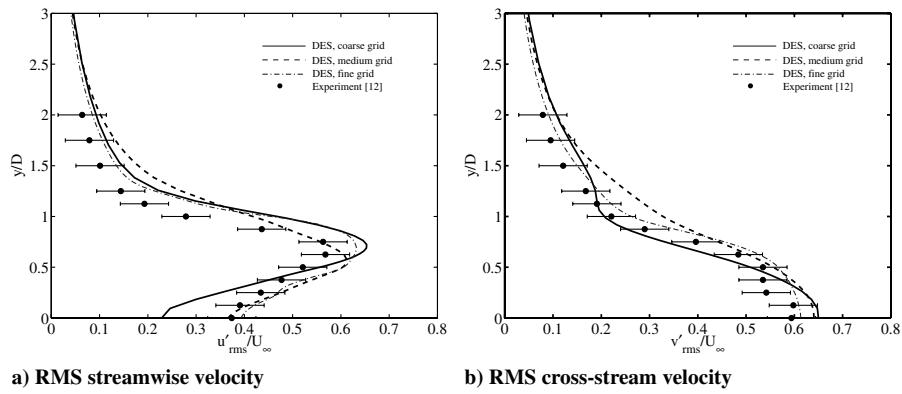 3
2.5
2
1.5
1
0.5
0
y/D
DES, coarse grid
DES, medium grid
DES, fine grid
Experiment [12]
0 0.1 0.2 0.3 0.4 0.5 0.6 0.7 0.8
u′rms/U∞
a) RMS streamwise velocity
3
2.5
2
1.5
1
0.5
0
y/D
DES, coarse grid
DES, medium grid
DES, fine grid
Experiment [12]
0 0.1 0.2 0.3 0.4 0.5 0.6 0.7 0.8
v′rms/U∞
b) RMS cross-stream velocity